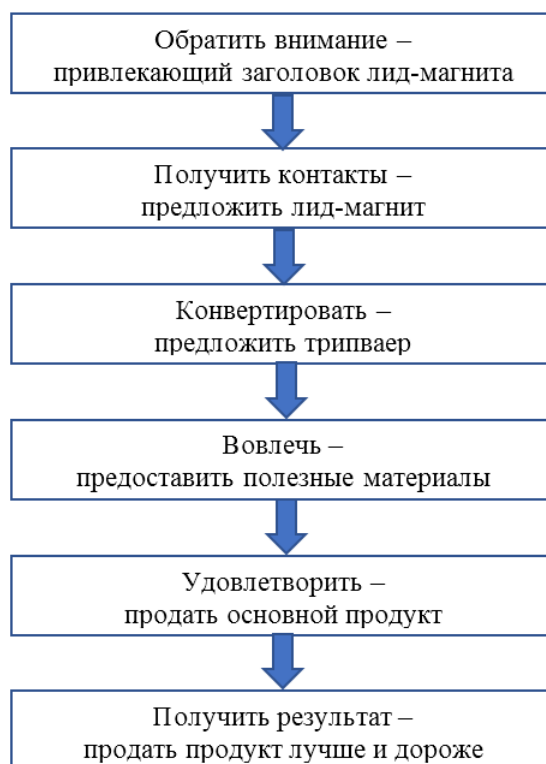 Обратить внимание –
привлекающий заголовок лид-магнита
Получить контакты –
предложить лид-магнит
Конвертировать –
предложить трипваер
Вовлечь –
предоставить полезные материалы
Удовлетворить –
продать основной продукт
Получить результат –
продать продукт лучше и дороже